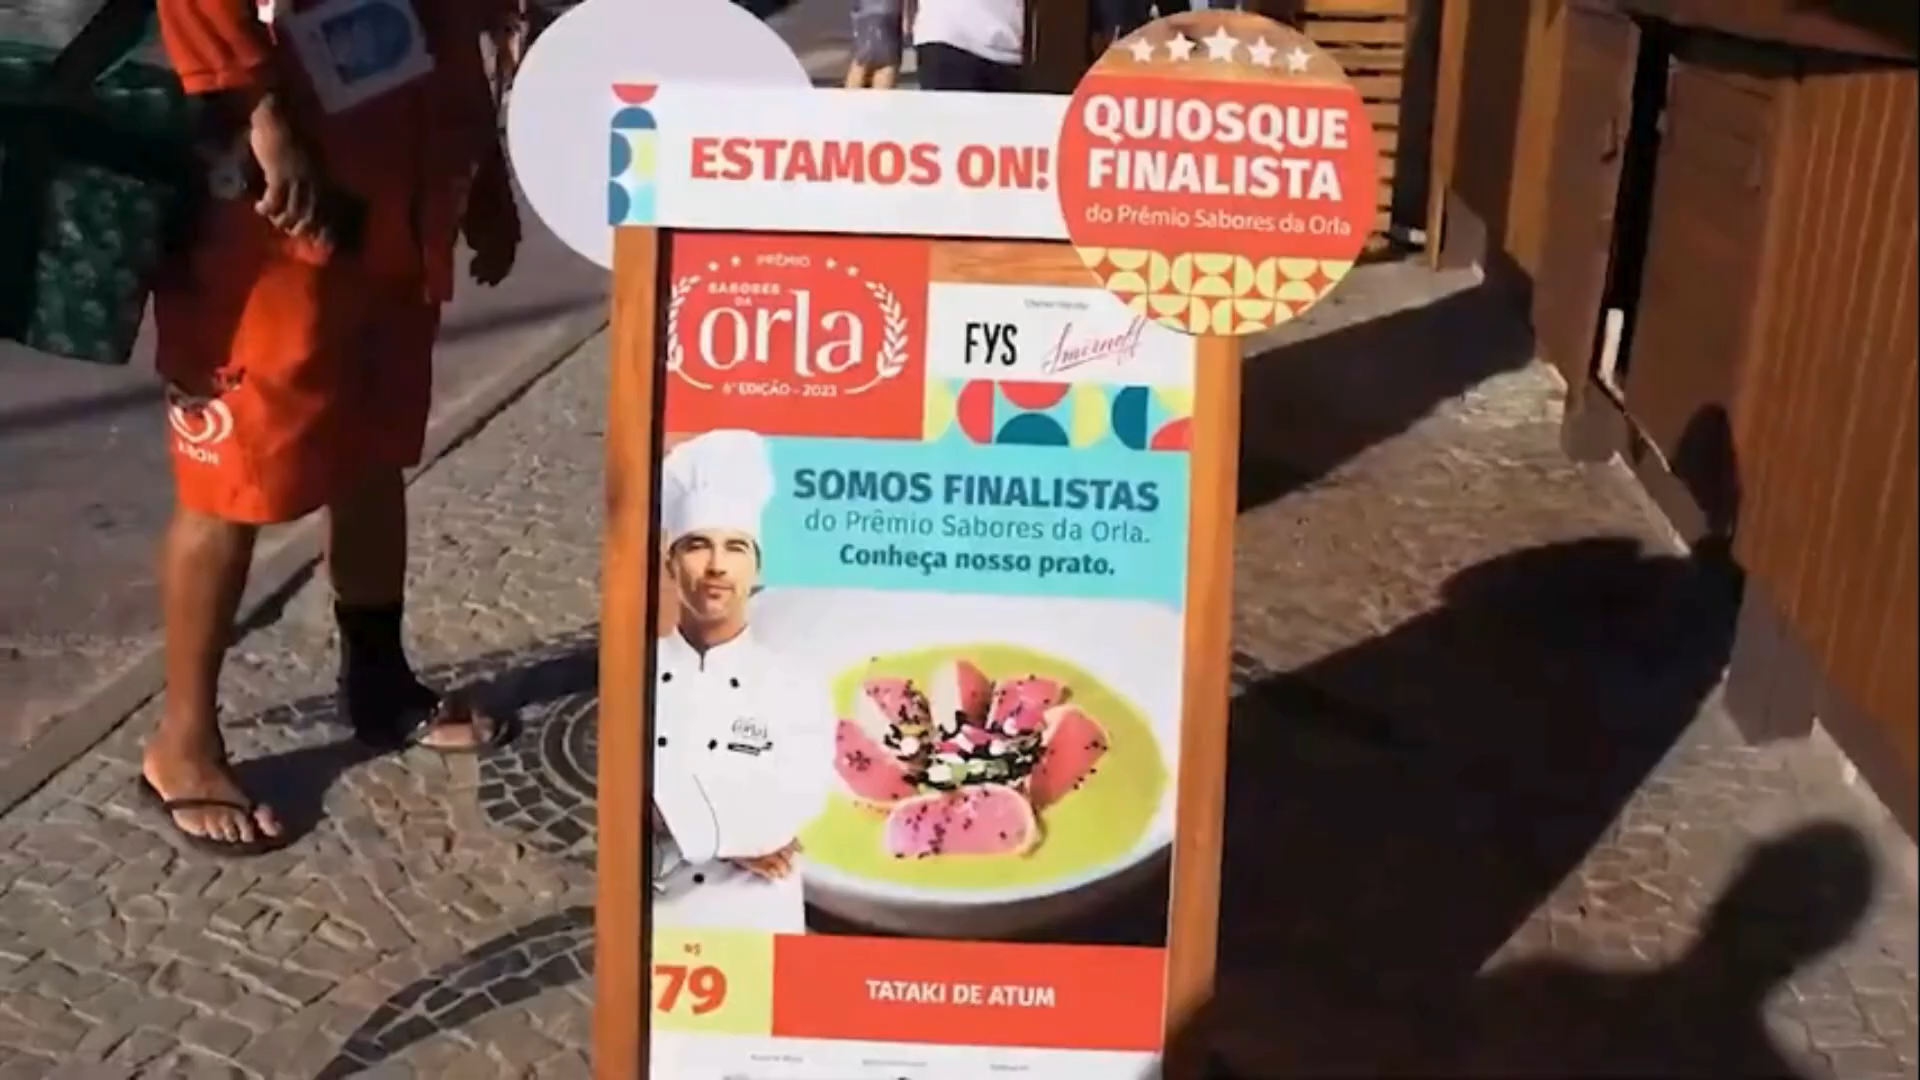 ESTAMOS ON!
QUIOSQUE
FINALISTA
do Prêmio Sabores da Orla
PRÊMIO
SABORES
DA
orla
6ª EDIÇÃO - 2023
FYS
Smirnoff
SOMOS FINALISTAS
do Prêmio Sabores da Orla.
Conheça nosso prato.
R$
79
TATAKI DE ATUM